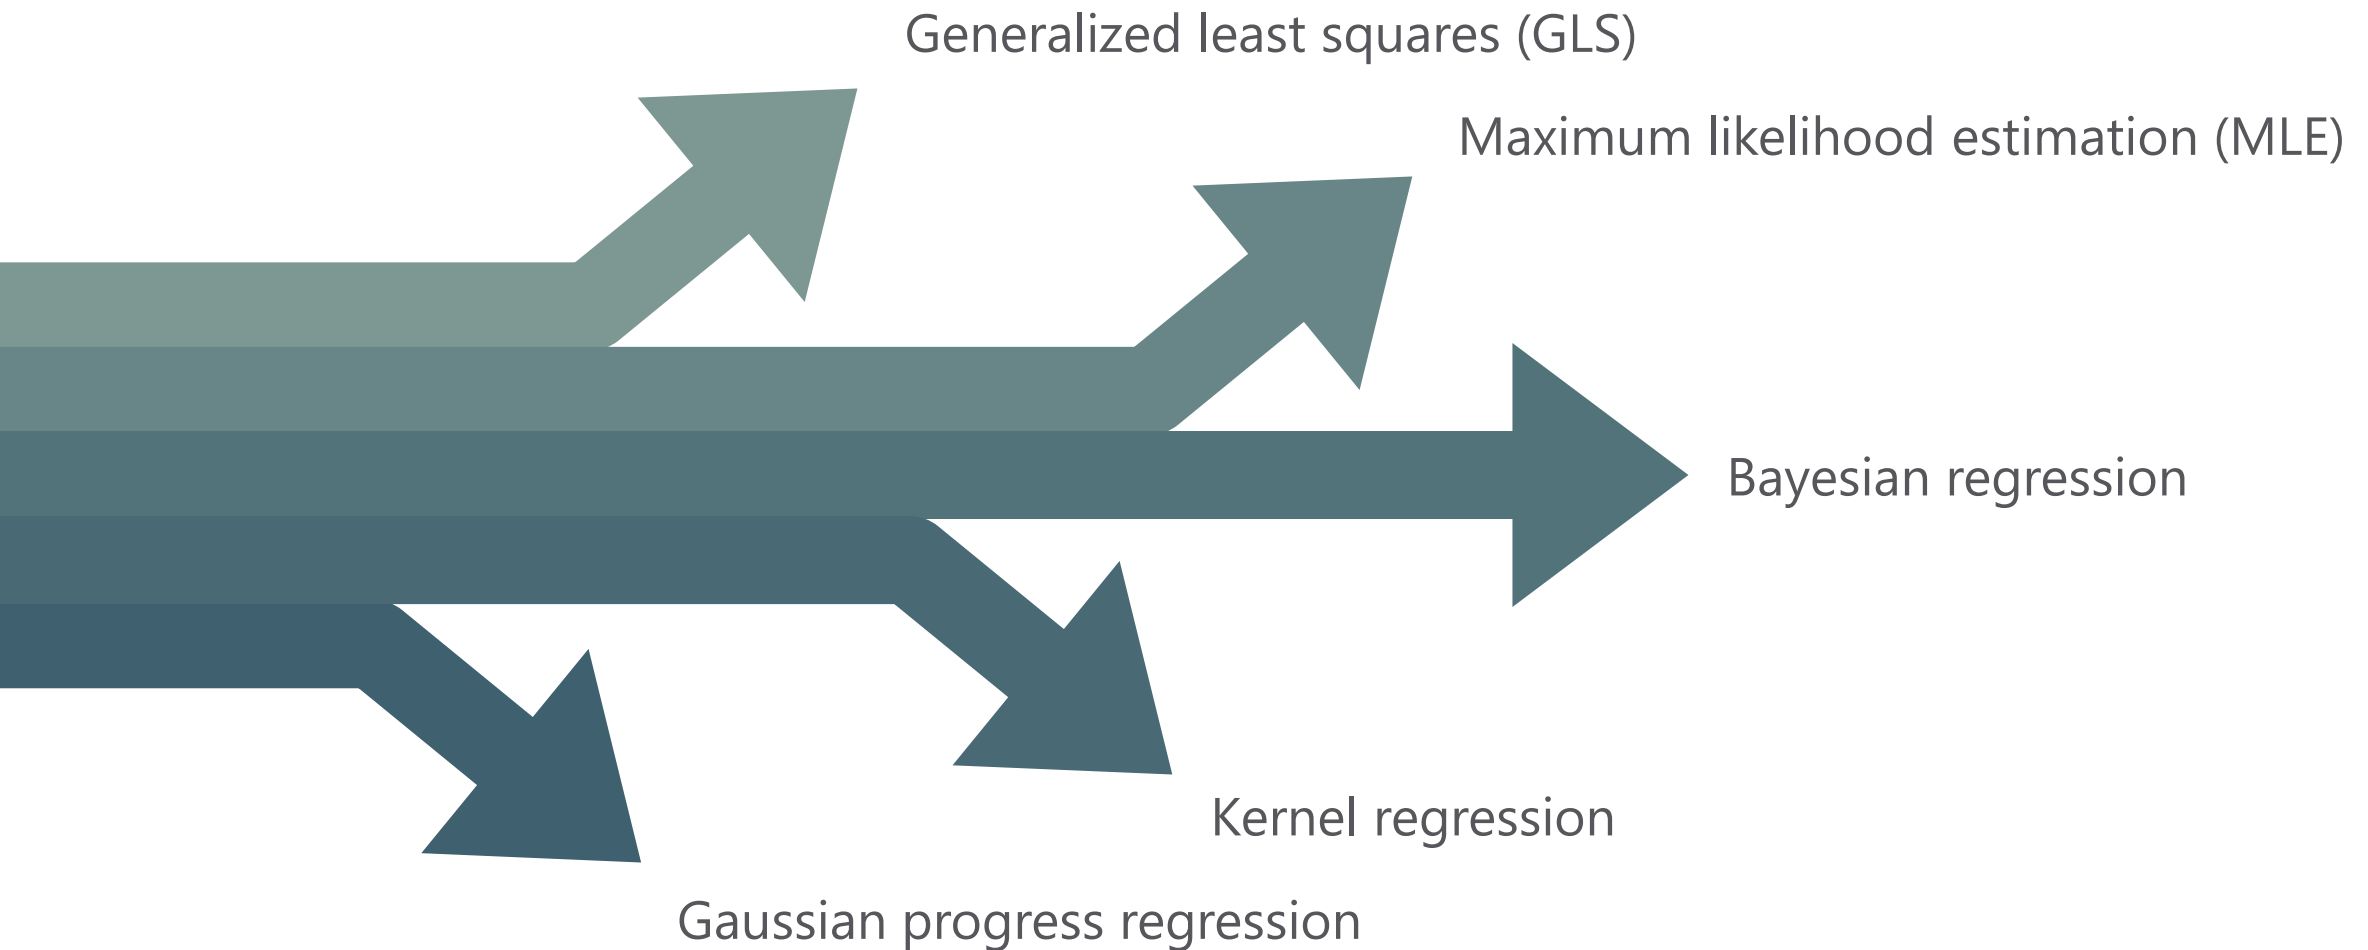 Generalized least squares (GLS)
Maximum likelihood estimation (MLE)
Bayesian regression
Kernel regression
Gaussian progress regression